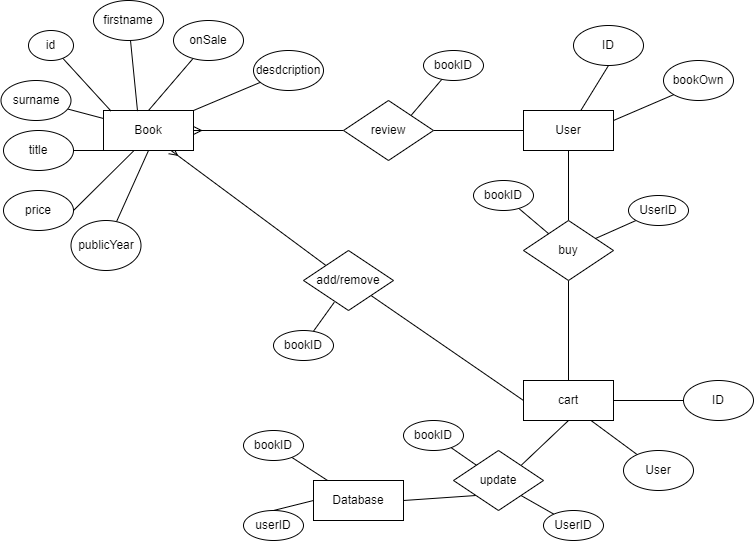 firstname
id
onSale
ID
bookID
desdcription
bookOwn
surname
Book
review
User
title
bookID
UserID
price
publicYear
buy
add/remove
bookID
cart
ID
bookID
bookID
User
update
Database
userID
UserID